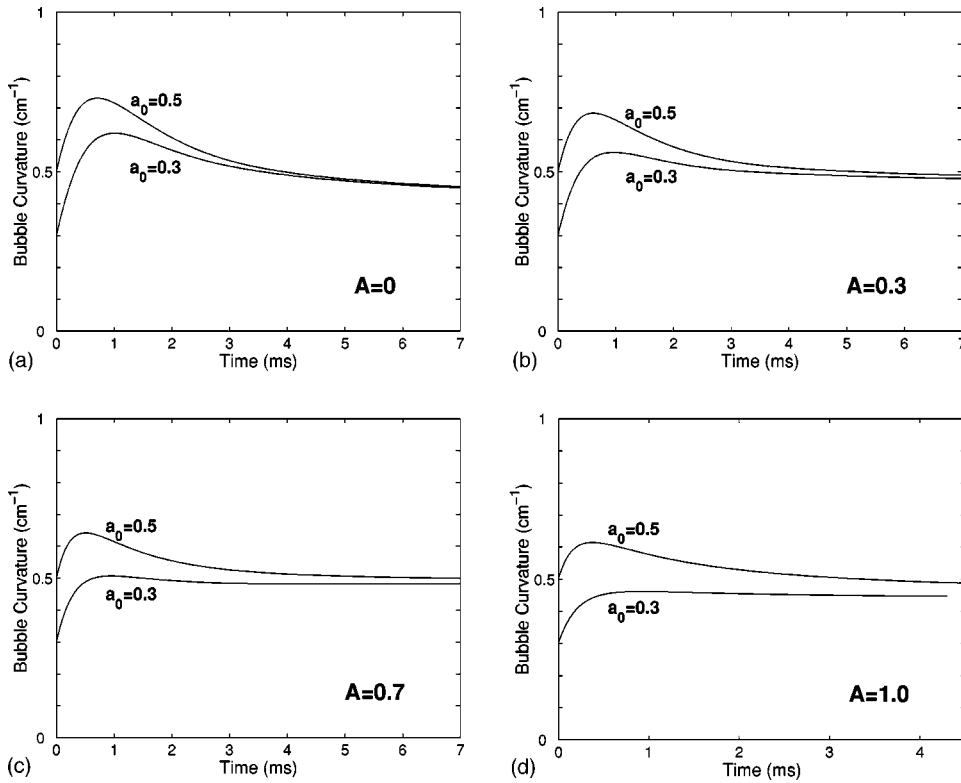 1
Bubble Curvature (cm⁻¹)
0.5
0
a₀=0.5
a₀=0.3
A=0
0 1 2 3 4 5 6 7
(a) Time (ms)
1
Bubble Curvature (cm⁻¹)
0.5
0
a₀=0.5
a₀=0.3
A=0.3
0 1 2 3 4 5 6 7
(b) Time (ms)
1
Bubble Curvature (cm⁻¹)
0.5
0
a₀=0.5
a₀=0.3
A=0.7
0 1 2 3 4 5 6 7
(c) Time (ms)
1
Bubble Curvature (cm⁻¹)
0.5
0
a₀=0.5
a₀=0.3
A=1.0
0 1 2 3 4
(d) Time (ms)